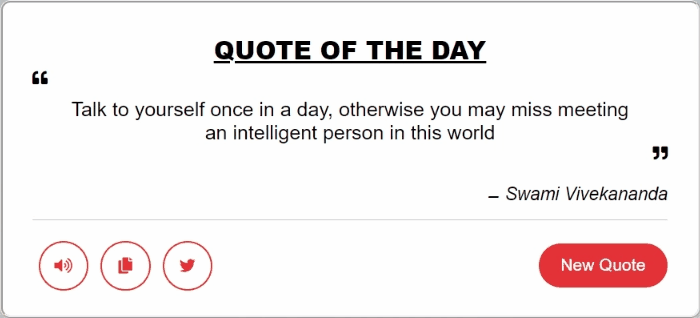 QUOTE OF THE DAY
“
Talk to yourself once in a day, otherwise you may miss meeting
an intelligent person in this world
”
– Swami Vivekananda
New Quote